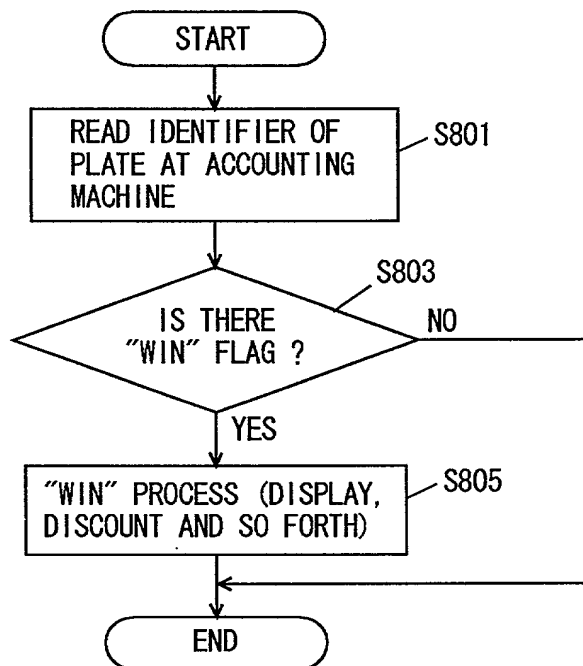 START
READ IDENTIFIER OF
PLATE AT ACCOUNTING
MACHINE
S801
S803
IS THERE
"WIN" FLAG ?
NO
YES
"WIN" PROCESS (DISPLAY,
DISCOUNT AND SO FORTH)
S805
END